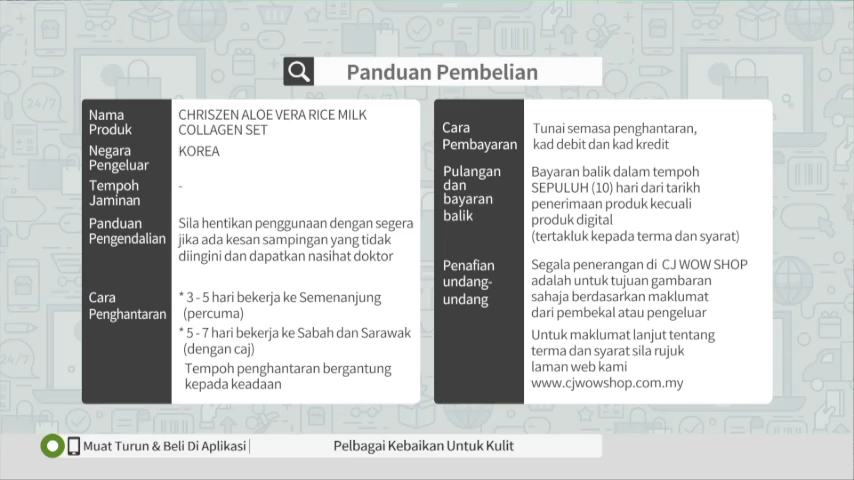 Panduan Pembelian
Nama
Produk
CHRISZEN ALOE VERA RICE MILK
COLLAGEN SET
Negara
Pengeluar
KOREA
Tempoh
Jaminan
-
Panduan
Pengendalian
Sila hentikan penggunaan dengan segera
jika ada kesan sampingan yang tidak
diingini dan dapatkan nasihat doktor
Cara
Penghantaran
* 3 - 5 hari bekerja ke Semenanjung
(percuma)
* 5 - 7 hari bekerja ke Sabah dan Sarawak
(dengan caj)
Tempoh penghantaran bergantung
kepada keadaan
Cara
Pembayaran
Tunai semasa penghantaran,
kad debit dan kad kredit
Pulangan
dan
bayaran
balik
Bayaran balik dalam tempoh
SEPULUH (10) hari dari tarikh
penerimaan produk kecuali
produk digital
(tertakluk kepada terma dan syarat)
Penafian
undang-
undang
Segala penerangan di CJ WOW SHOP
adalah untuk tujuan gambaran
sahaja berdasarkan maklumat
dari pembekal atau pengeluar
Untuk maklumat lanjut tentang
terma dan syarat sila rujuk
laman web kami
www.cjwowshop.com.my
Muat Turun & Beli Di Aplikasi
Pelbagai Kebaikan Untuk Kulit
24/7
24/7